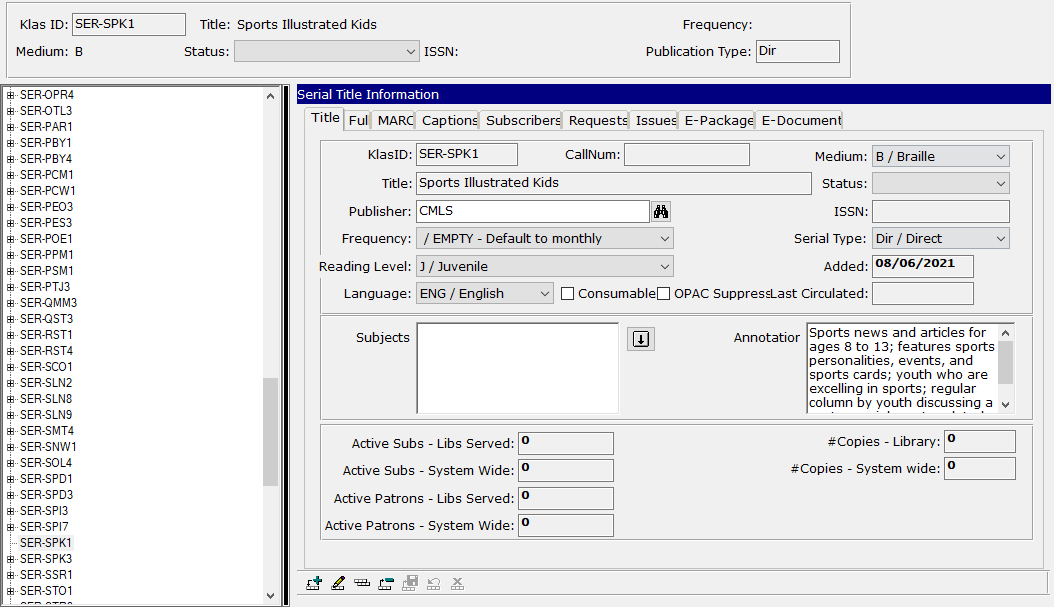 Klas ID: SER-SPK1 Title: Sports Illustrated Kids Frequency:
Medium: B Status: ISSN: Publication Type: Dir
SER-OPR4
SER-OTL3
SER-PAR1
SER-PBY1
SER-PBY4
SER-PCM1
SER-PCW1
SER-PEO3
SER-PES3
SER-POE1
SER-PPM1
SER-PSM1
SER-PTJ3
SER-QMM3
SER-QST3
SER-RST1
SER-RST4
SER-SCO1
SER-SLN2
SER-SLN8
SER-SLN9
SER-SMT4
SER-SNW1
SER-SOL4
SER-SPD1
SER-SPD3
SER-SPI3
SER-SPI7
SER-SPK1
SER-SPK3
SER-SSR1
SER-STO1
Serial Title Information
Title Ful MARC Captions Subscribers Requests Issues E-Package E-Document
KlasID: SER-SPK1 CallNum: Medium: B / Braille
Title: Sports Illustrated Kids Status:
Publisher: CMLS ISSN:
Frequency: / EMPTY - Default to monthly Serial Type: Dir / Direct
Reading Level: J / Juvenile Added: 08/06/2021
Language: ENG / English Consumable OPAC Suppress Last Circulated:
Subjects Annotatior
Sports news and articles for
ages 8 to 13; features sports
personalities, events, and
sports cards; youth who are
excelling in sports; regular
column by youth discussing a
Active Subs - Libs Served: 0 #Copies - Library: 0
Active Subs - System Wide: 0 #Copies - System wide: 0
Active Patrons - Libs Served: 0
Active Patrons - System Wide: 0